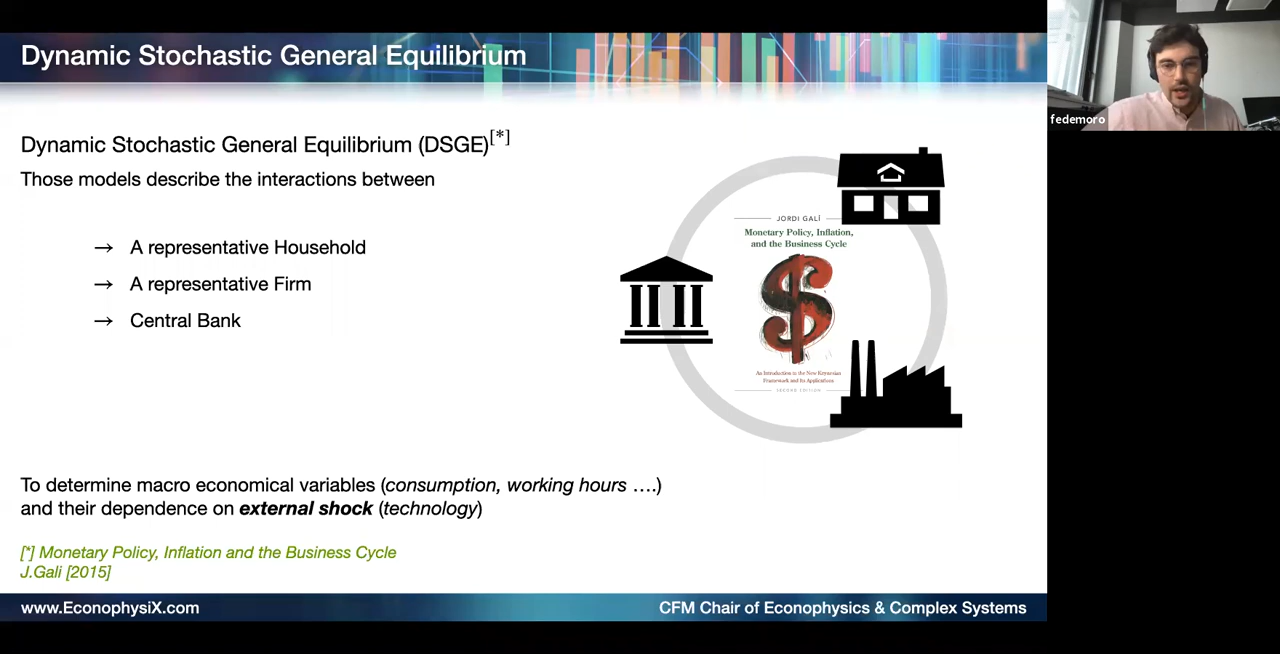 Dynamic Stochastic General Equilibrium
fedemoro
Dynamic Stochastic General Equilibrium (DSGE)[*]
Those models describe the interactions between
→ A representative Household
→ A representative Firm
→ Central Bank
JORDI GALÍ
Monetary Policy, Inflation,
and the Business Cycle
An Introduction to the New Keynesian
Framework and Its Applications
SECOND EDITION
To determine macro economical variables (consumption, working hours ….)
and their dependence on external shock (technology)
[*] Monetary Policy, Inflation and the Business Cycle
J.Gali [2015]
www.EconophysiX.com
CFM Chair of Econophysics & Complex Systems